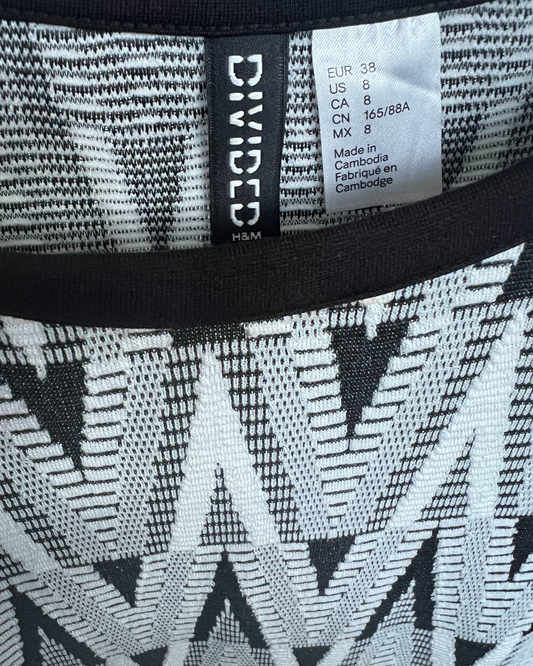 DIVIDED
H&M
EUR 38
US 8
CA 8
CN 165/88A
MX 8
Made in
Cambodia
Fabriqué en
Cambodge